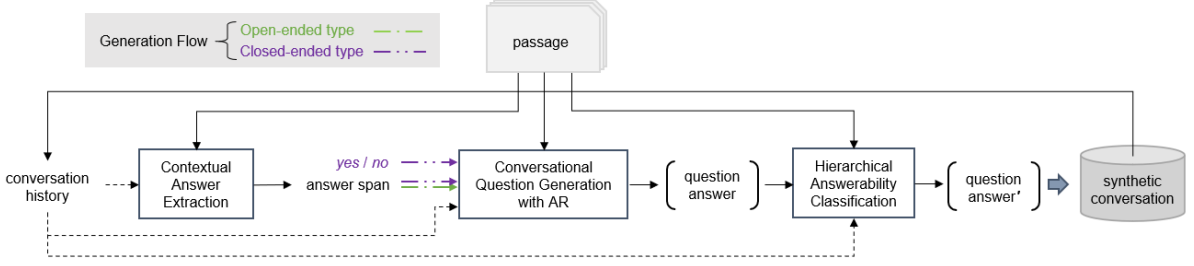 Generation Flow
Open-ended type
Closed-ended type
passage
conversation
history
Contextual
Answer
Extraction
yes / no
answer span
Conversational
Question Generation
with AR
question
answer
Hierarchical
Answerability
Classification
question
answer′
synthetic
conversation